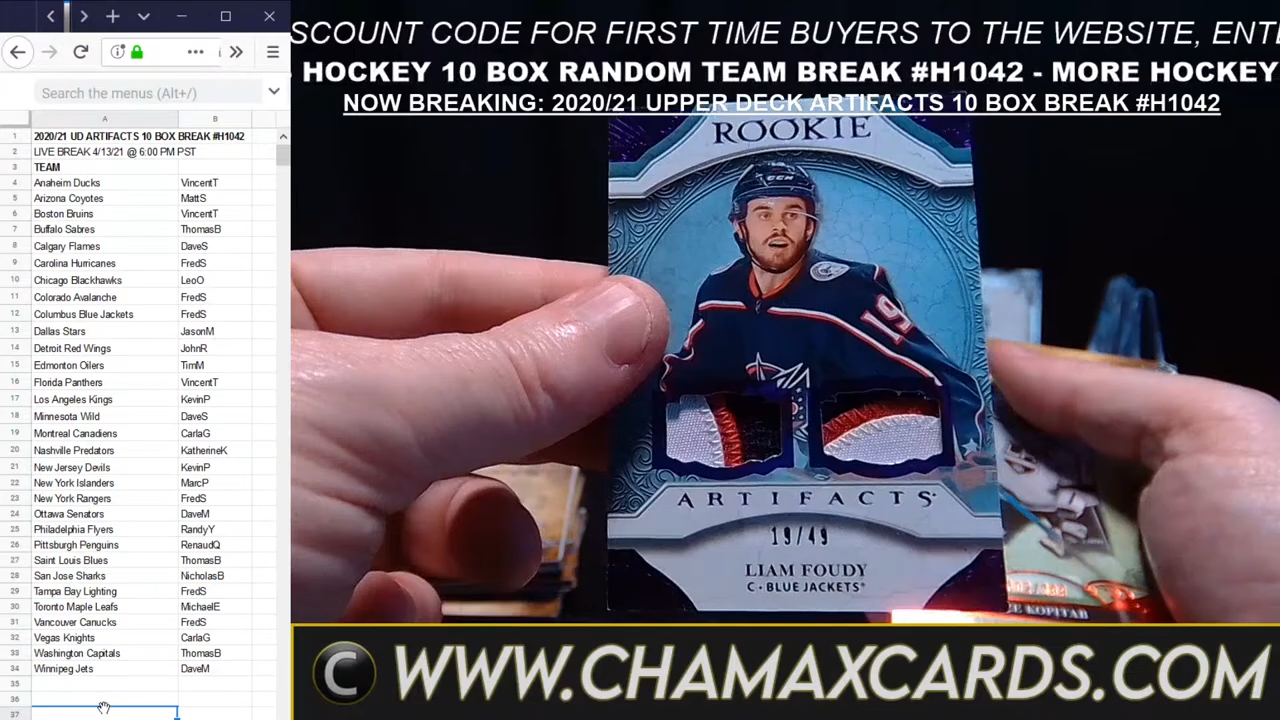 SCOUNT CODE FOR FIRST TIME BUYERS TO THE WEBSITE, ENT
HOCKEY 10 BOX RANDOM TEAM BREAK #H1042 - MORE HOCKEY
NOW BREAKING: 2020/21 UPPER DECK ARTIFACTS 10 BOX BREAK #H1042
Search the menus (Alt+/)
A B
1 2020/21 UD ARTIFACTS 10 BOX BREAK #H1042
2 LIVE BREAK 4/13/21 @ 6:00 PM PST
3 TEAM
4 Anaheim Ducks VincentT
5 Arizona Coyotes MattS
6 Boston Bruins VincentT
7 Buffalo Sabres ThomasB
8 Calgary Flames DaveS
9 Carolina Hurricanes FredS
10 Chicago Blackhawks LeoO
11 Colorado Avalanche FredS
12 Columbus Blue Jackets FredS
13 Dallas Stars JasonM
14 Detroit Red Wings JohnR
15 Edmonton Oilers TimM
16 Florida Panthers VincentT
17 Los Angeles Kings KevinP
18 Minnesota Wild DaveS
19 Montreal Canadiens CarlaG
20 Nashville Predators KatherineK
21 New Jersey Devils KevinP
22 New York Islanders MarcP
23 New York Rangers FredS
24 Ottawa Senators DaveM
25 Philadelphia Flyers RandyY
26 Pittsburgh Penguins RenaudQ
27 Saint Louis Blues ThomasB
28 San Jose Sharks NicholasB
29 Tampa Bay Lighting FredS
30 Toronto Maple Leafs MichaelE
31 Vancouver Canucks FredS
32 Vegas Knights CarlaG
33 Washington Capitals ThomasB
34 Winnipeg Jets DaveM
35
36
37
ROOKIE
CCM
19
ARTIFACTS
19/49
LIAM FOUDY
C • BLUE JACKETS
KOPITAR
C WWW.CHAMAXCARDS.COM